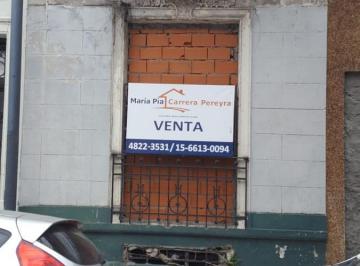 María Pía Carrera Pereyra
VENTA
4822-3531/15-6613-0094